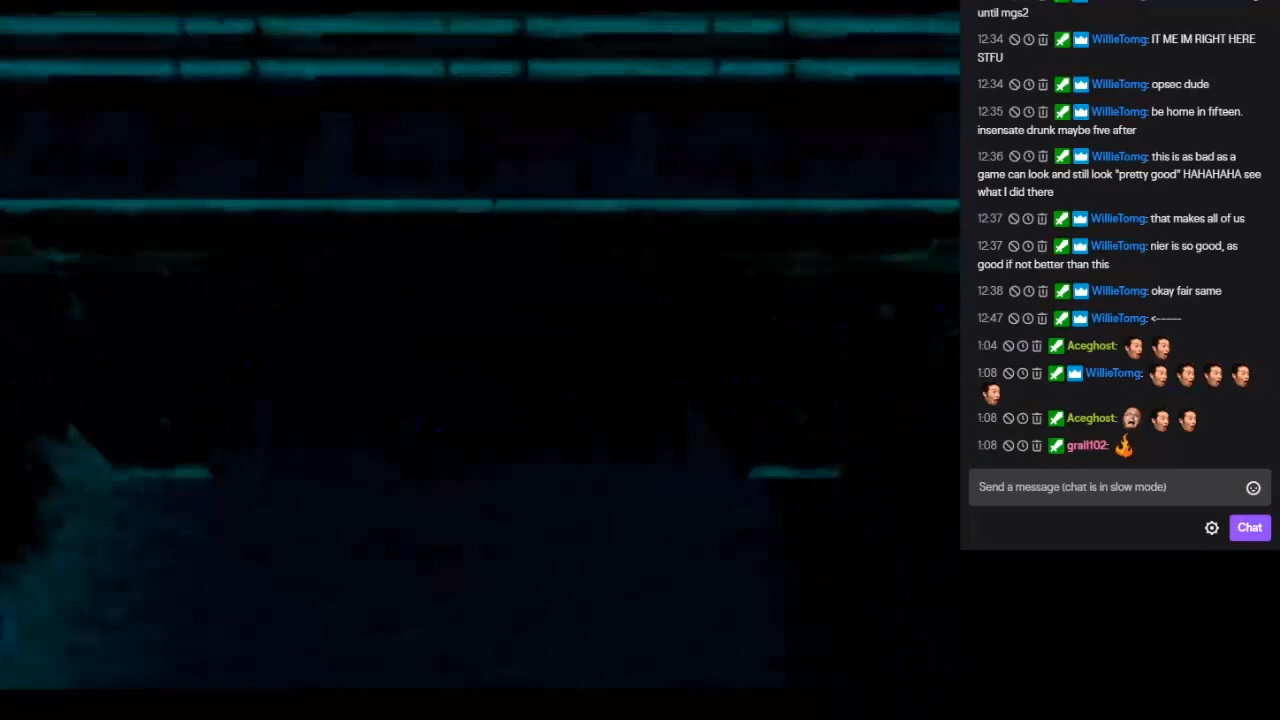 until mgs2
12:34 WillieTomg: IT ME IM RIGHT HERE
STFU
12:34 WillieTomg: opsec dude
12:35 WillieTomg: be home in fifteen.
insensate drunk maybe five after
12:36 WillieTomg: this is as bad as a
game can look and still look "pretty good" HAHAHAHA see
what I did there
12:37 WillieTomg: that makes all of us
12:37 WillieTomg: nier is so good, as
good if not better than this
12:38 WillieTomg: okay fair same
12:47 WillieTomg: <-----
1:04 Aceghost:
1:08 WillieTomg:
1:08 Aceghost:
1:08 grall102:
Send a message (chat is in slow mode)
Chat